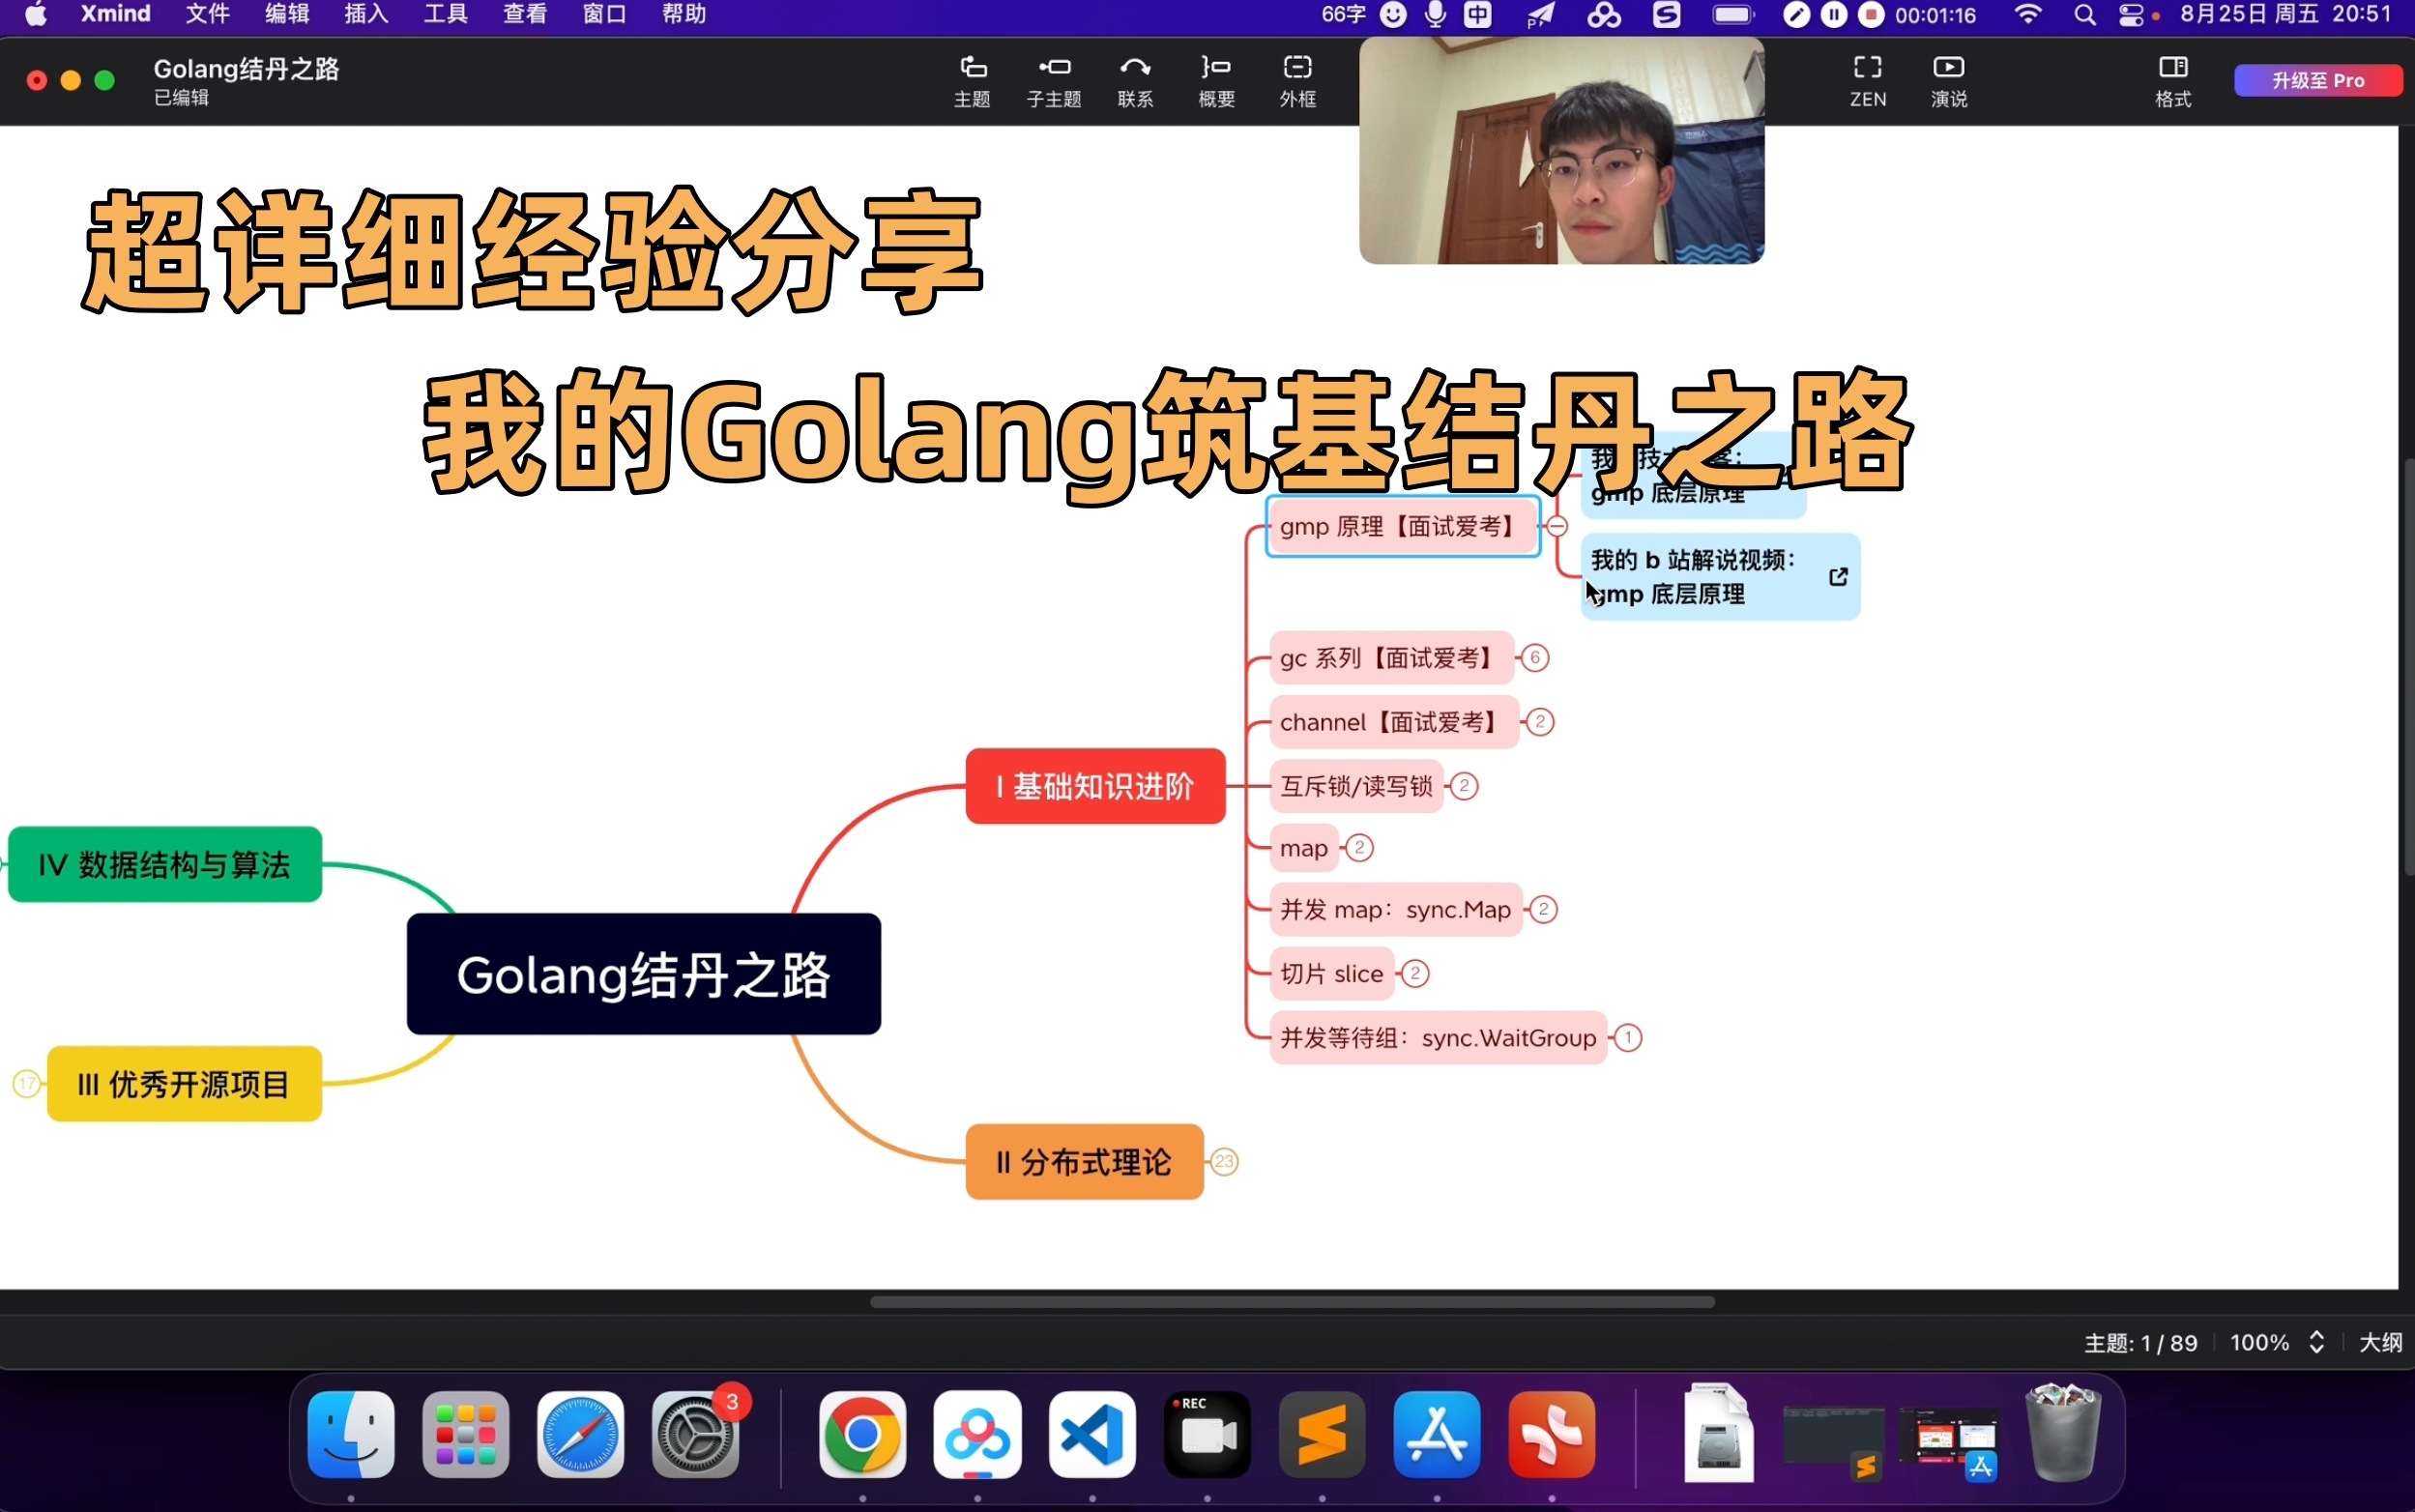 Xmind 文件 编辑 插入 工具 查看 窗口 帮助 66字 中 00:01:16 8月25日 周五 20:51
Golang结丹之路
已编辑
主题 子主题 联系 概要 外框 ZEN 演说 格式 升级至 Pro
超详细经验分享
我的Golang筑基结丹之路
gmp 底层原理
gmp 原理【面试爱考】
我的 b 站解说视频：
gmp 底层原理
gc 系列【面试爱考】 6
channel【面试爱考】 2
互斥锁/读写锁 2
I 基础知识进阶
map 2
并发 map：sync.Map 2
切片 slice 2
并发等待组：sync.WaitGroup 1
IV 数据结构与算法
Golang结丹之路
17 III 优秀开源项目
II 分布式理论 23
主题: 1 / 89 100% 大纲
3
REC